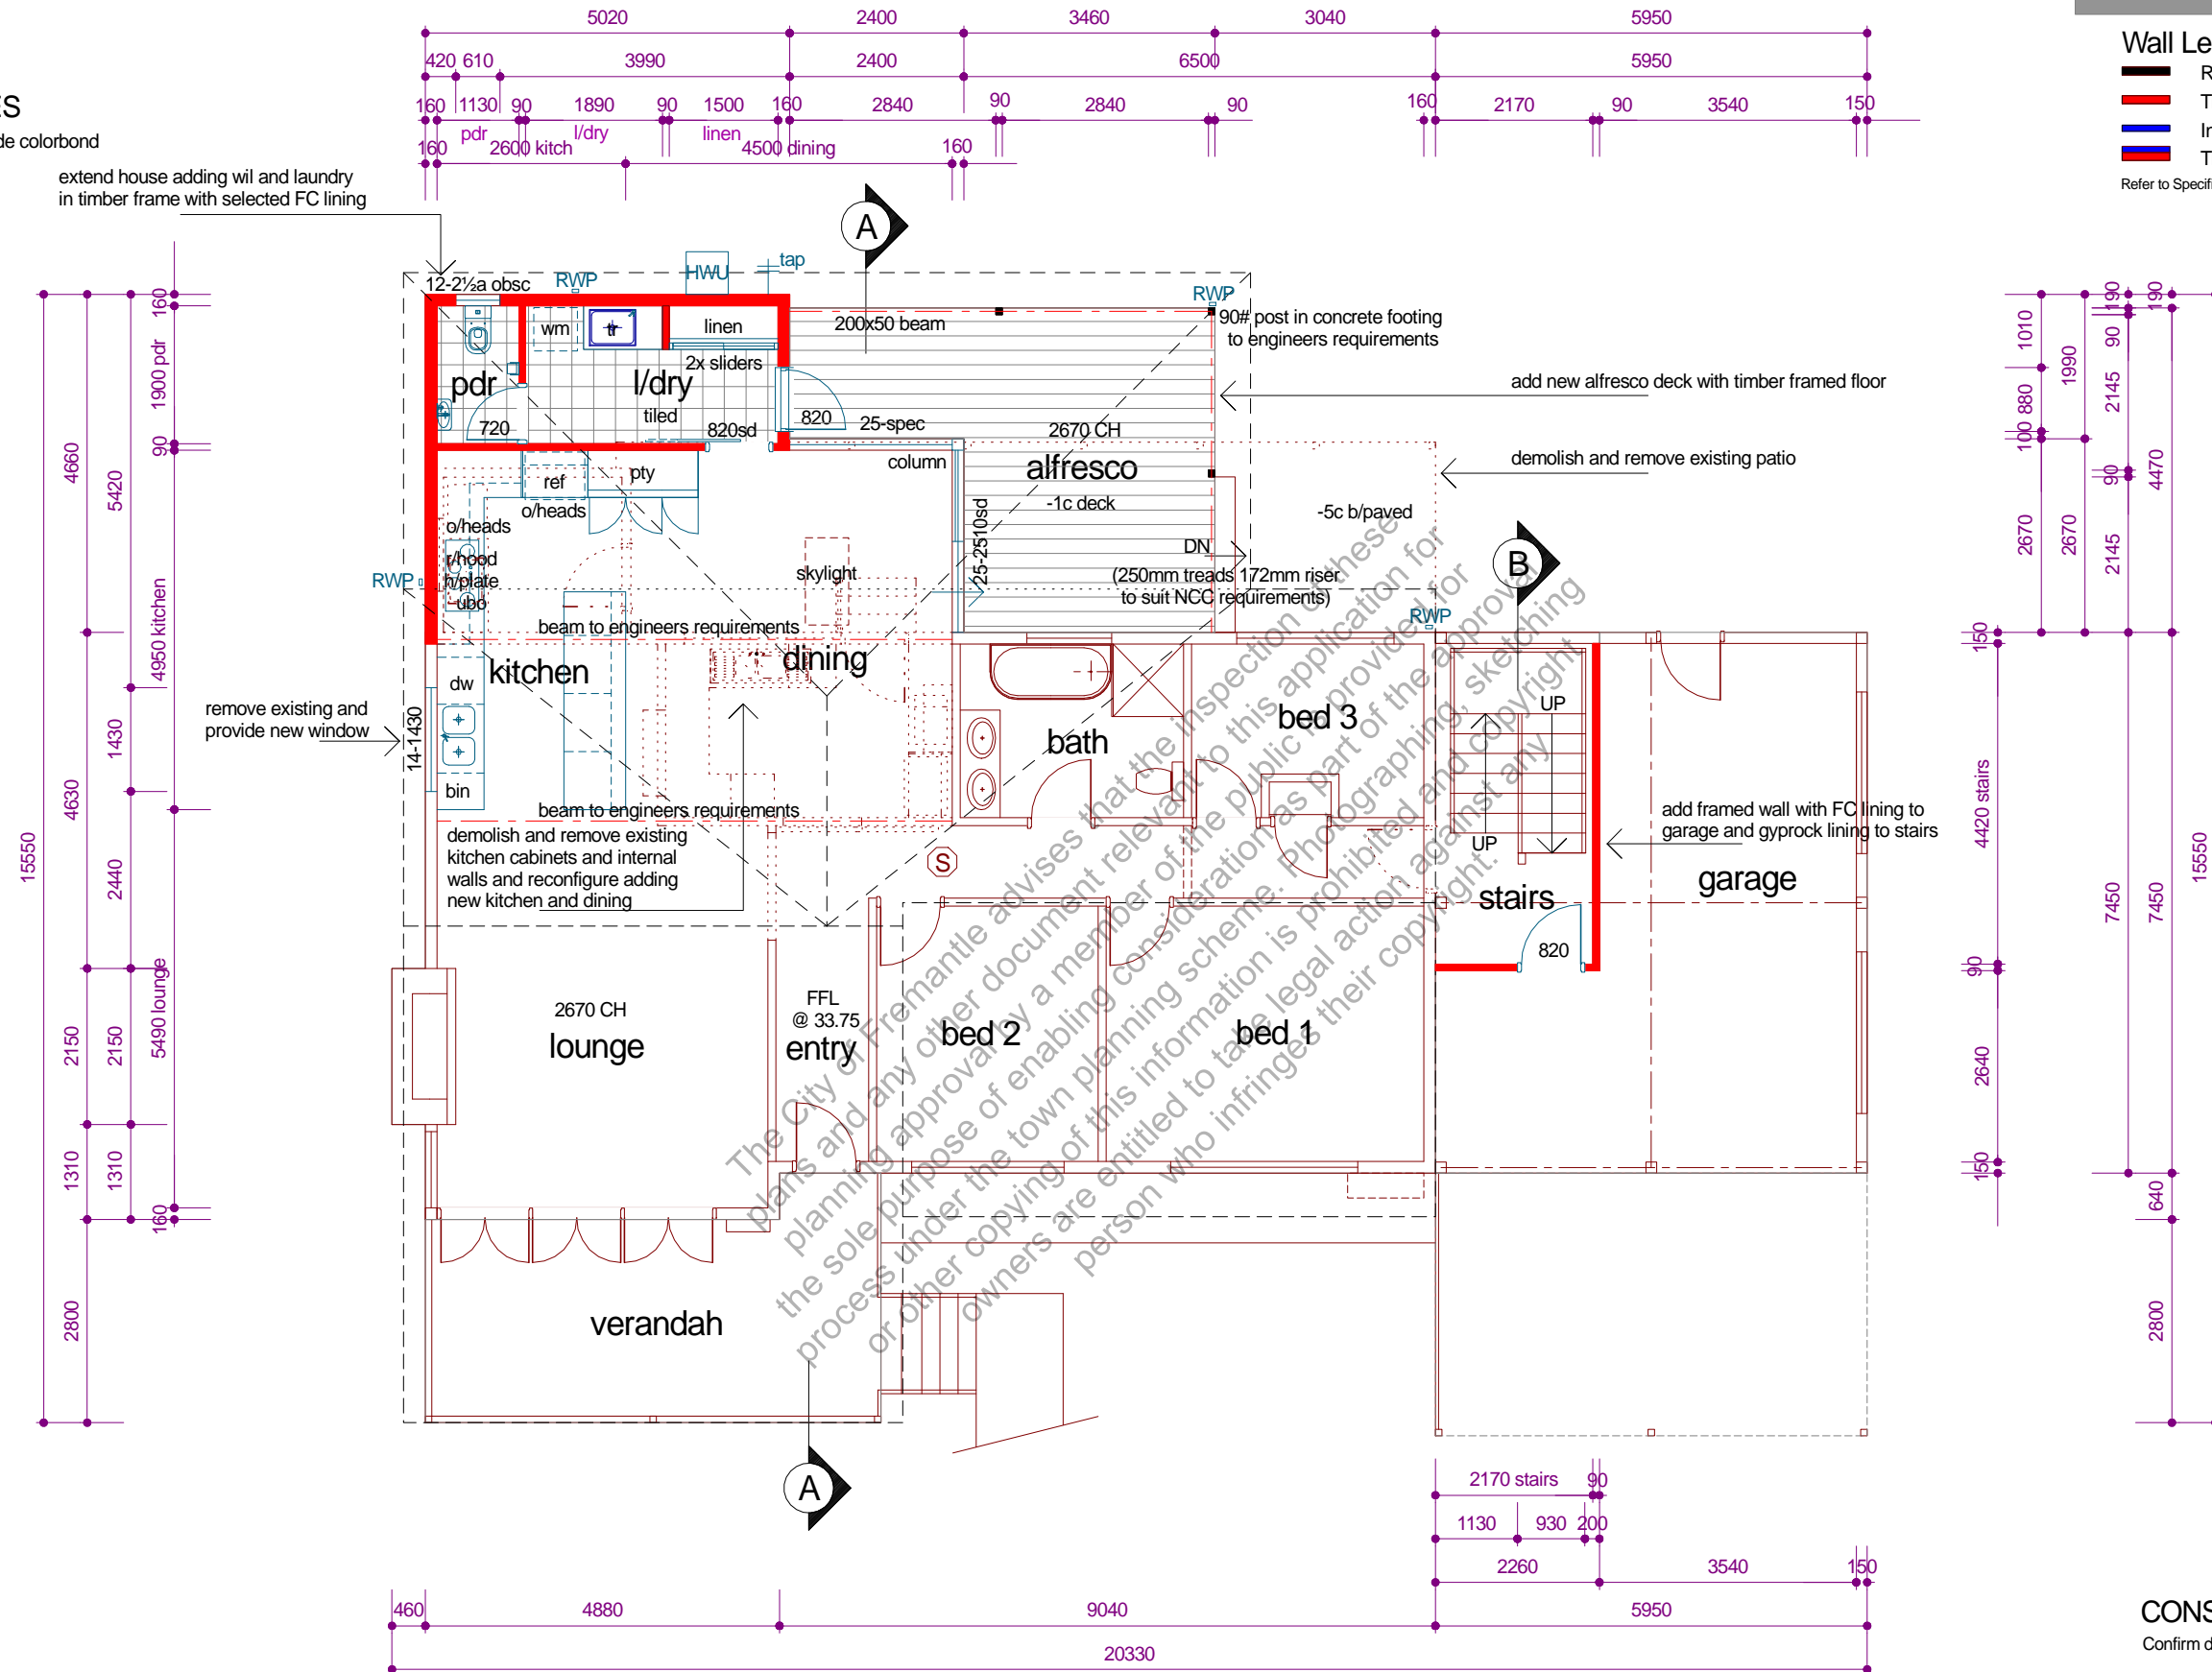 5020 2400 3460 3040 5950
420 610 3990 2400 6500 5950
160 1130 90 1890 90 1500 160 2840 90 2840 90 160 2170 90 3540 150
pdr l/dry linen
160 2600 kitch 4500 dining 160
de colorbond
extend house adding wil and laundry
in timber frame with selected FC lining
Refer to
A
tap
HWU
RWP
12-2½a obsc
RWP
wm
tr
linen
200x50 beam
90# post in concrete footing
to engineers requirements
2x sliders
pdr
l/dry
tiled
720
820sd
820
25-spec
2670 CH
add new alfresco deck with timber framed floor
column
alfresco
-1c deck
demolish and remove existing patio
ref
pty
o/heads
o/heads
r/hood
h/plate
ubo
RWP
25-2510sd
-5c b/paved
DN
(250mm treads 172mm riser
to suit NCC requirements)
B
skylight
RWP
beam to engineers requirements
kitchen
dining
dw
bin
14-1430
remove existing and
provide new window
bath
bed 3
UP
UP
stairs
820
garage
add framed wall with FC lining to
garage and gyprock lining to stairs
beam to engineers requirements
demolish and remove existing
kitchen cabinets and internal
walls and reconfigure adding
new kitchen and dining
S
2670 CH
lounge
FFL
@ 33.75
entry
bed 2
bed 1
verandah
A
The City of Fremantle advises that the inspection of these
plans and any other document relevant to this application for
planning approval by a member of the public is provided for
the sole purpose of enabling consideration as part of the approval
process under the town planning scheme. Photographing, sketching
or other copying of this information is prohibited and copyright
owners are entitled to take legal action against any
person who infringes their copyright.
15550
4660 4630 2150 1310 2800
5420 1430 2440 2150 1310
160 1900 pdr 90 4950 kitchen 5490 lounge 160
150 4420 stairs 90 2640 150
1010 880 100 2670
1990 2670
190 90 2145 90 2145 7450
190 4470 7450 640 2800
15550
2170 stairs 90
1130 930 200
2260 3540 150
460 4880 9040 5950
20330
Wall
Confirm